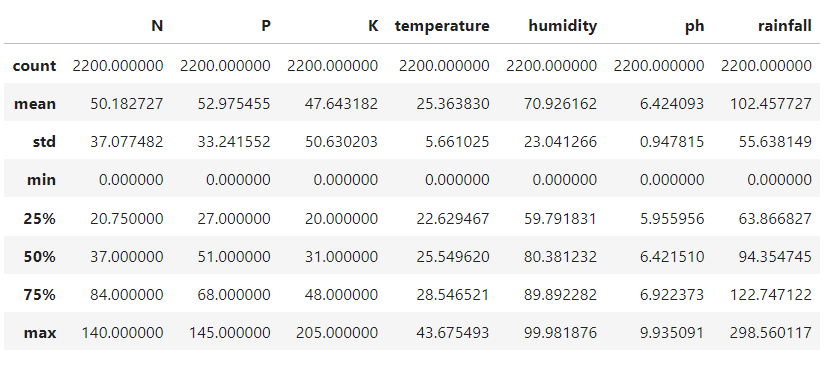 N P K temperature humidity ph rainfall
count 2200.000000 2200.000000 2200.000000 2200.000000 2200.000000 2200.000000 2200.000000
mean 50.182727 52.975455 47.643182 25.363830 70.926162 6.424093 102.457727
std 37.077482 33.241552 50.630203 5.661025 23.041266 0.947815 55.638149
min 0.000000 0.000000 0.000000 0.000000 0.000000 0.000000 0.000000
25% 20.750000 27.000000 20.000000 22.629467 59.791831 5.955956 63.866827
50% 37.000000 51.000000 31.000000 25.549620 80.381232 6.421510 94.354745
75% 84.000000 68.000000 48.000000 28.546521 89.892282 6.922373 122.747122
max 140.000000 145.000000 205.000000 43.675493 99.981876 9.935091 298.560117